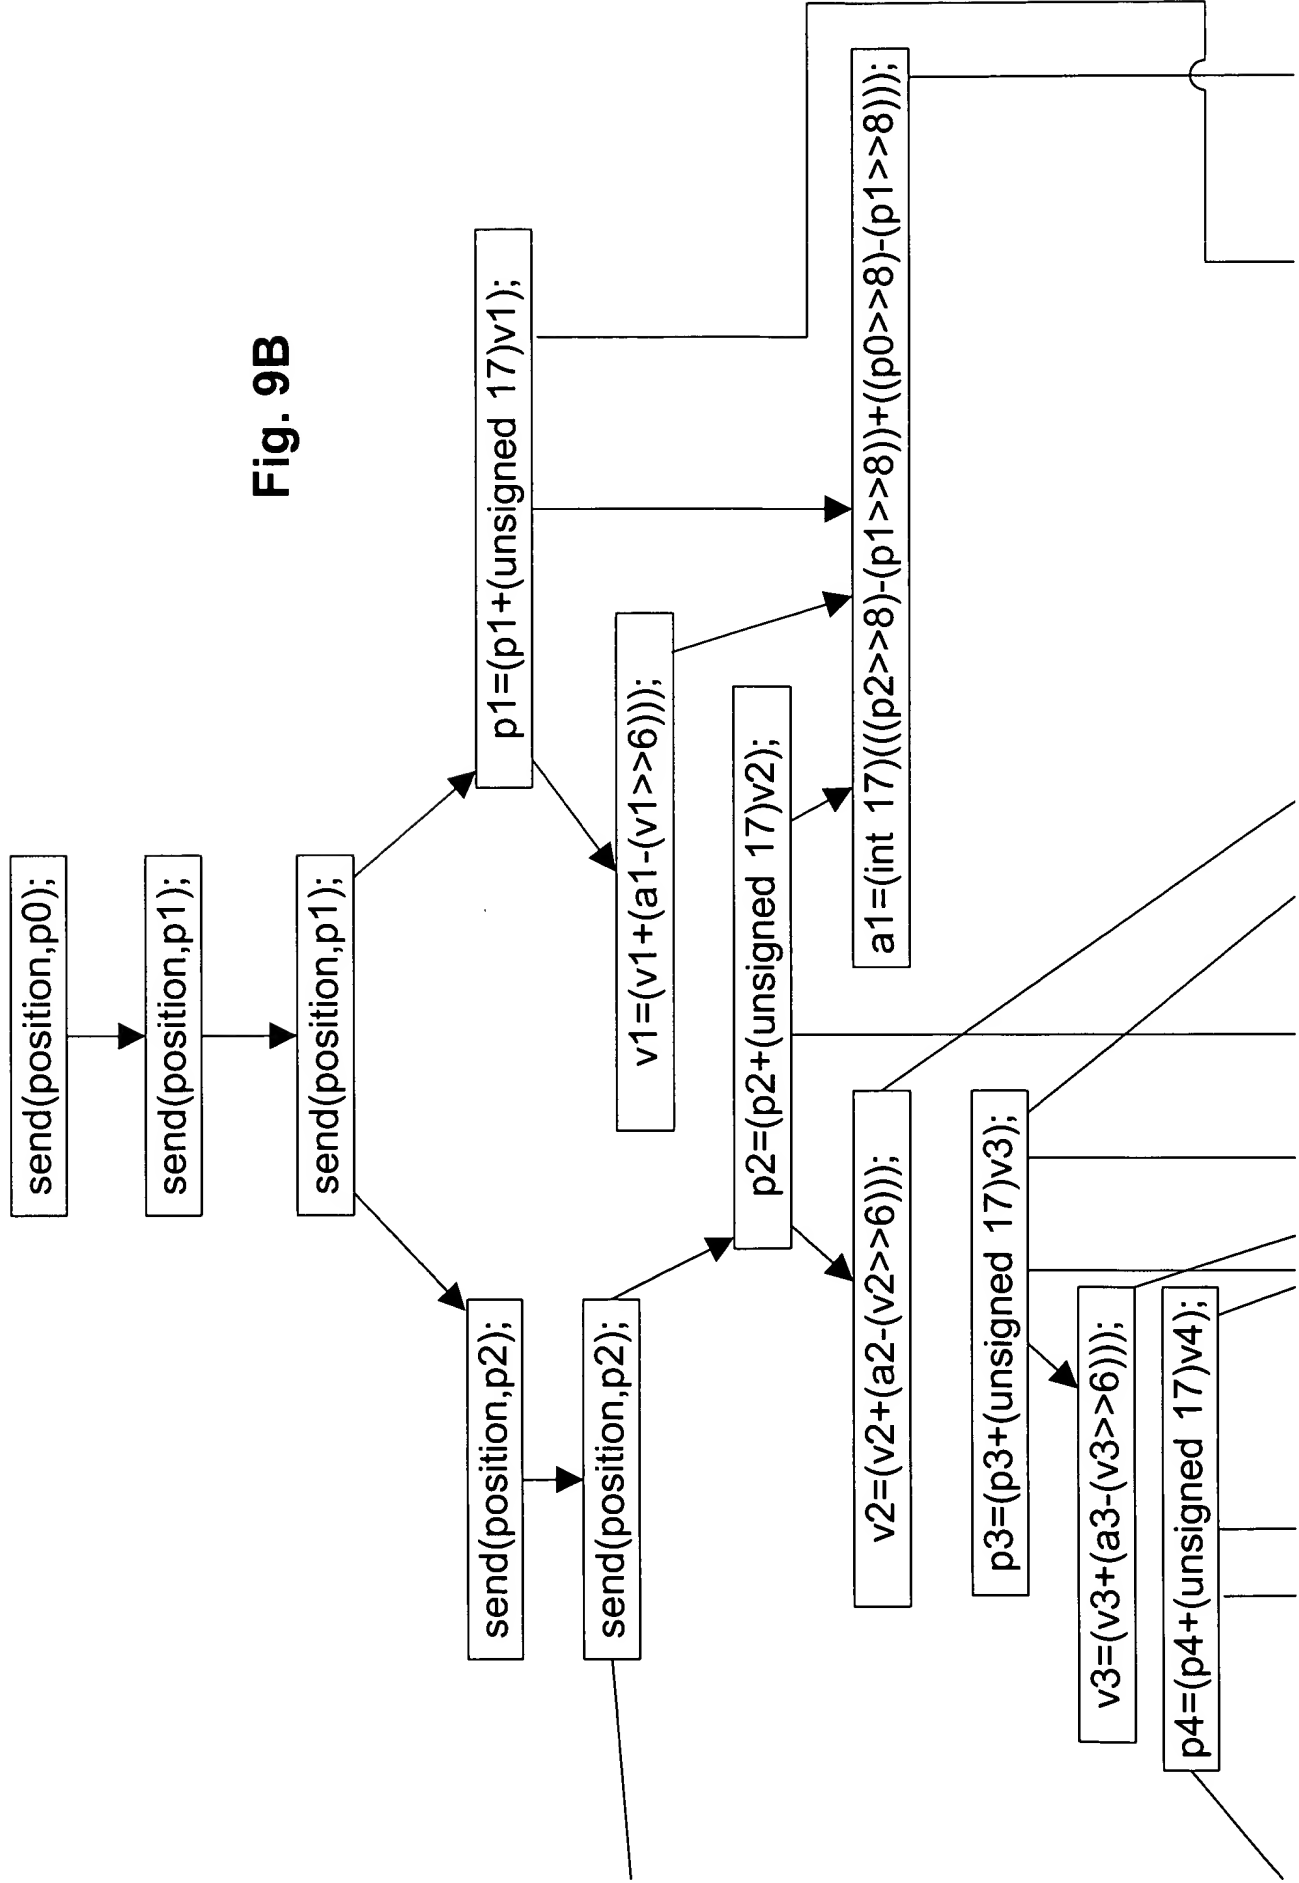 Fig. 9B
send(position,p0);
send(position,p1);
send(position,p1);
send(position,p2);
p1=(p1+(unsigned 17)v1);
send(position,p2);
v1=(v1+(a1-(v1>>6)));
p2=(p2+(unsigned 17)v2);
v2=(v2+(a2-(v2>>6)));
a1=(int 17)(((p2>>8)-(p1>>8))+((p0>>8)-(p1>>8)));
p3=(p3+(unsigned 17)v3);
v3=(v3+(a3-(v3>>6)));
p4=(p4+(unsigned 17)v4);